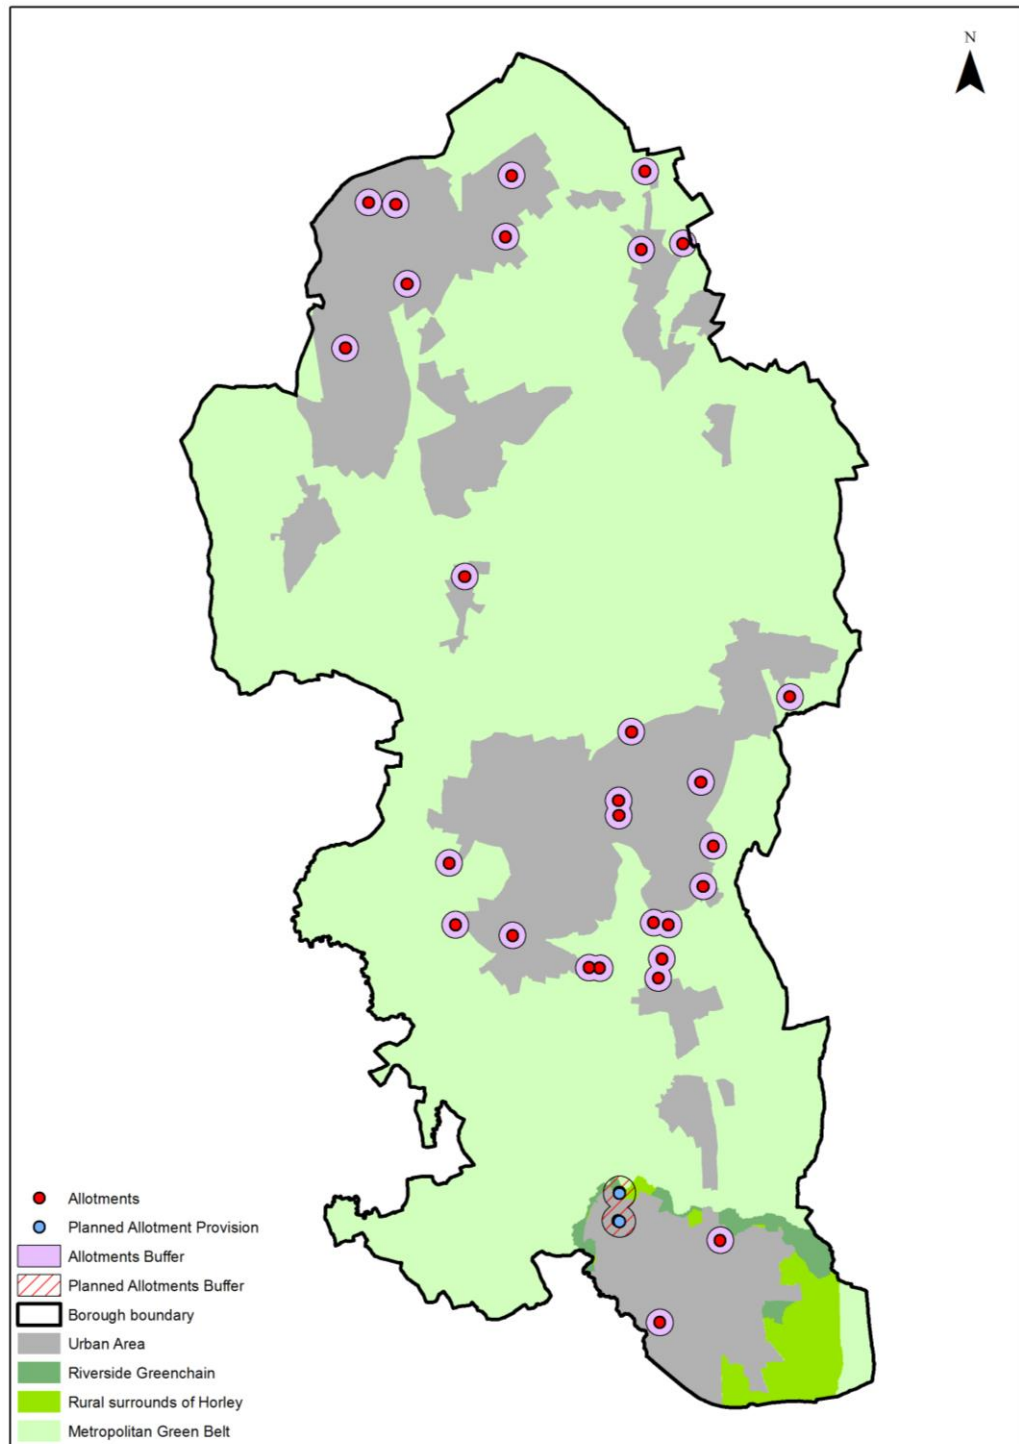 N
Allotments
Planned Allotment Provision
Allotments Buffer
Planned Allotments Buffer
Borough boundary
Urban Area
Riverside Greenchain
Rural surrounds of Horley
Metropolitan Green Belt